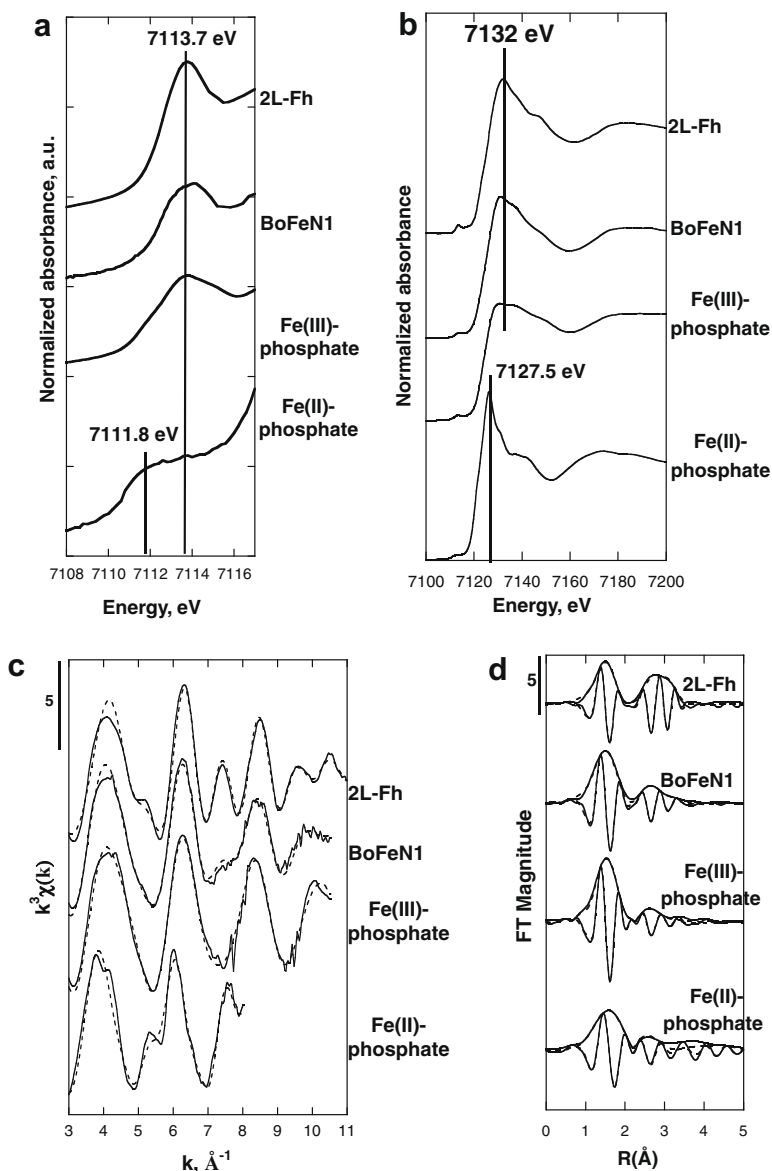 a
7113.7 eV
2L-Fh
BoFeN1
Fe(III)-
phosphate
Fe(II)-
phosphate
7111.8 eV
Normalized absorbance, a.u.
7108 7110 7112 7114 7116
Energy, eV
b
7132 eV
2L-Fh
BoFeN1
Fe(III)-
phosphate
7127.5 eV
Fe(II)-
phosphate
Normalized absorbance
7100 7120 7140 7160 7180 7200
Energy, eV
c
5
2L-Fh
BoFeN1
Fe(III)-
phosphate
Fe(II)-
phosphate
k³χ(k)
3 4 5 6 7 8 9 10 11
k, Å⁻¹
d
5
2L-Fh
BoFeN1
Fe(III)-
phosphate
Fe(II)-
phosphate
FT Magnitude
0 1 2 3 4 5
R(Å)